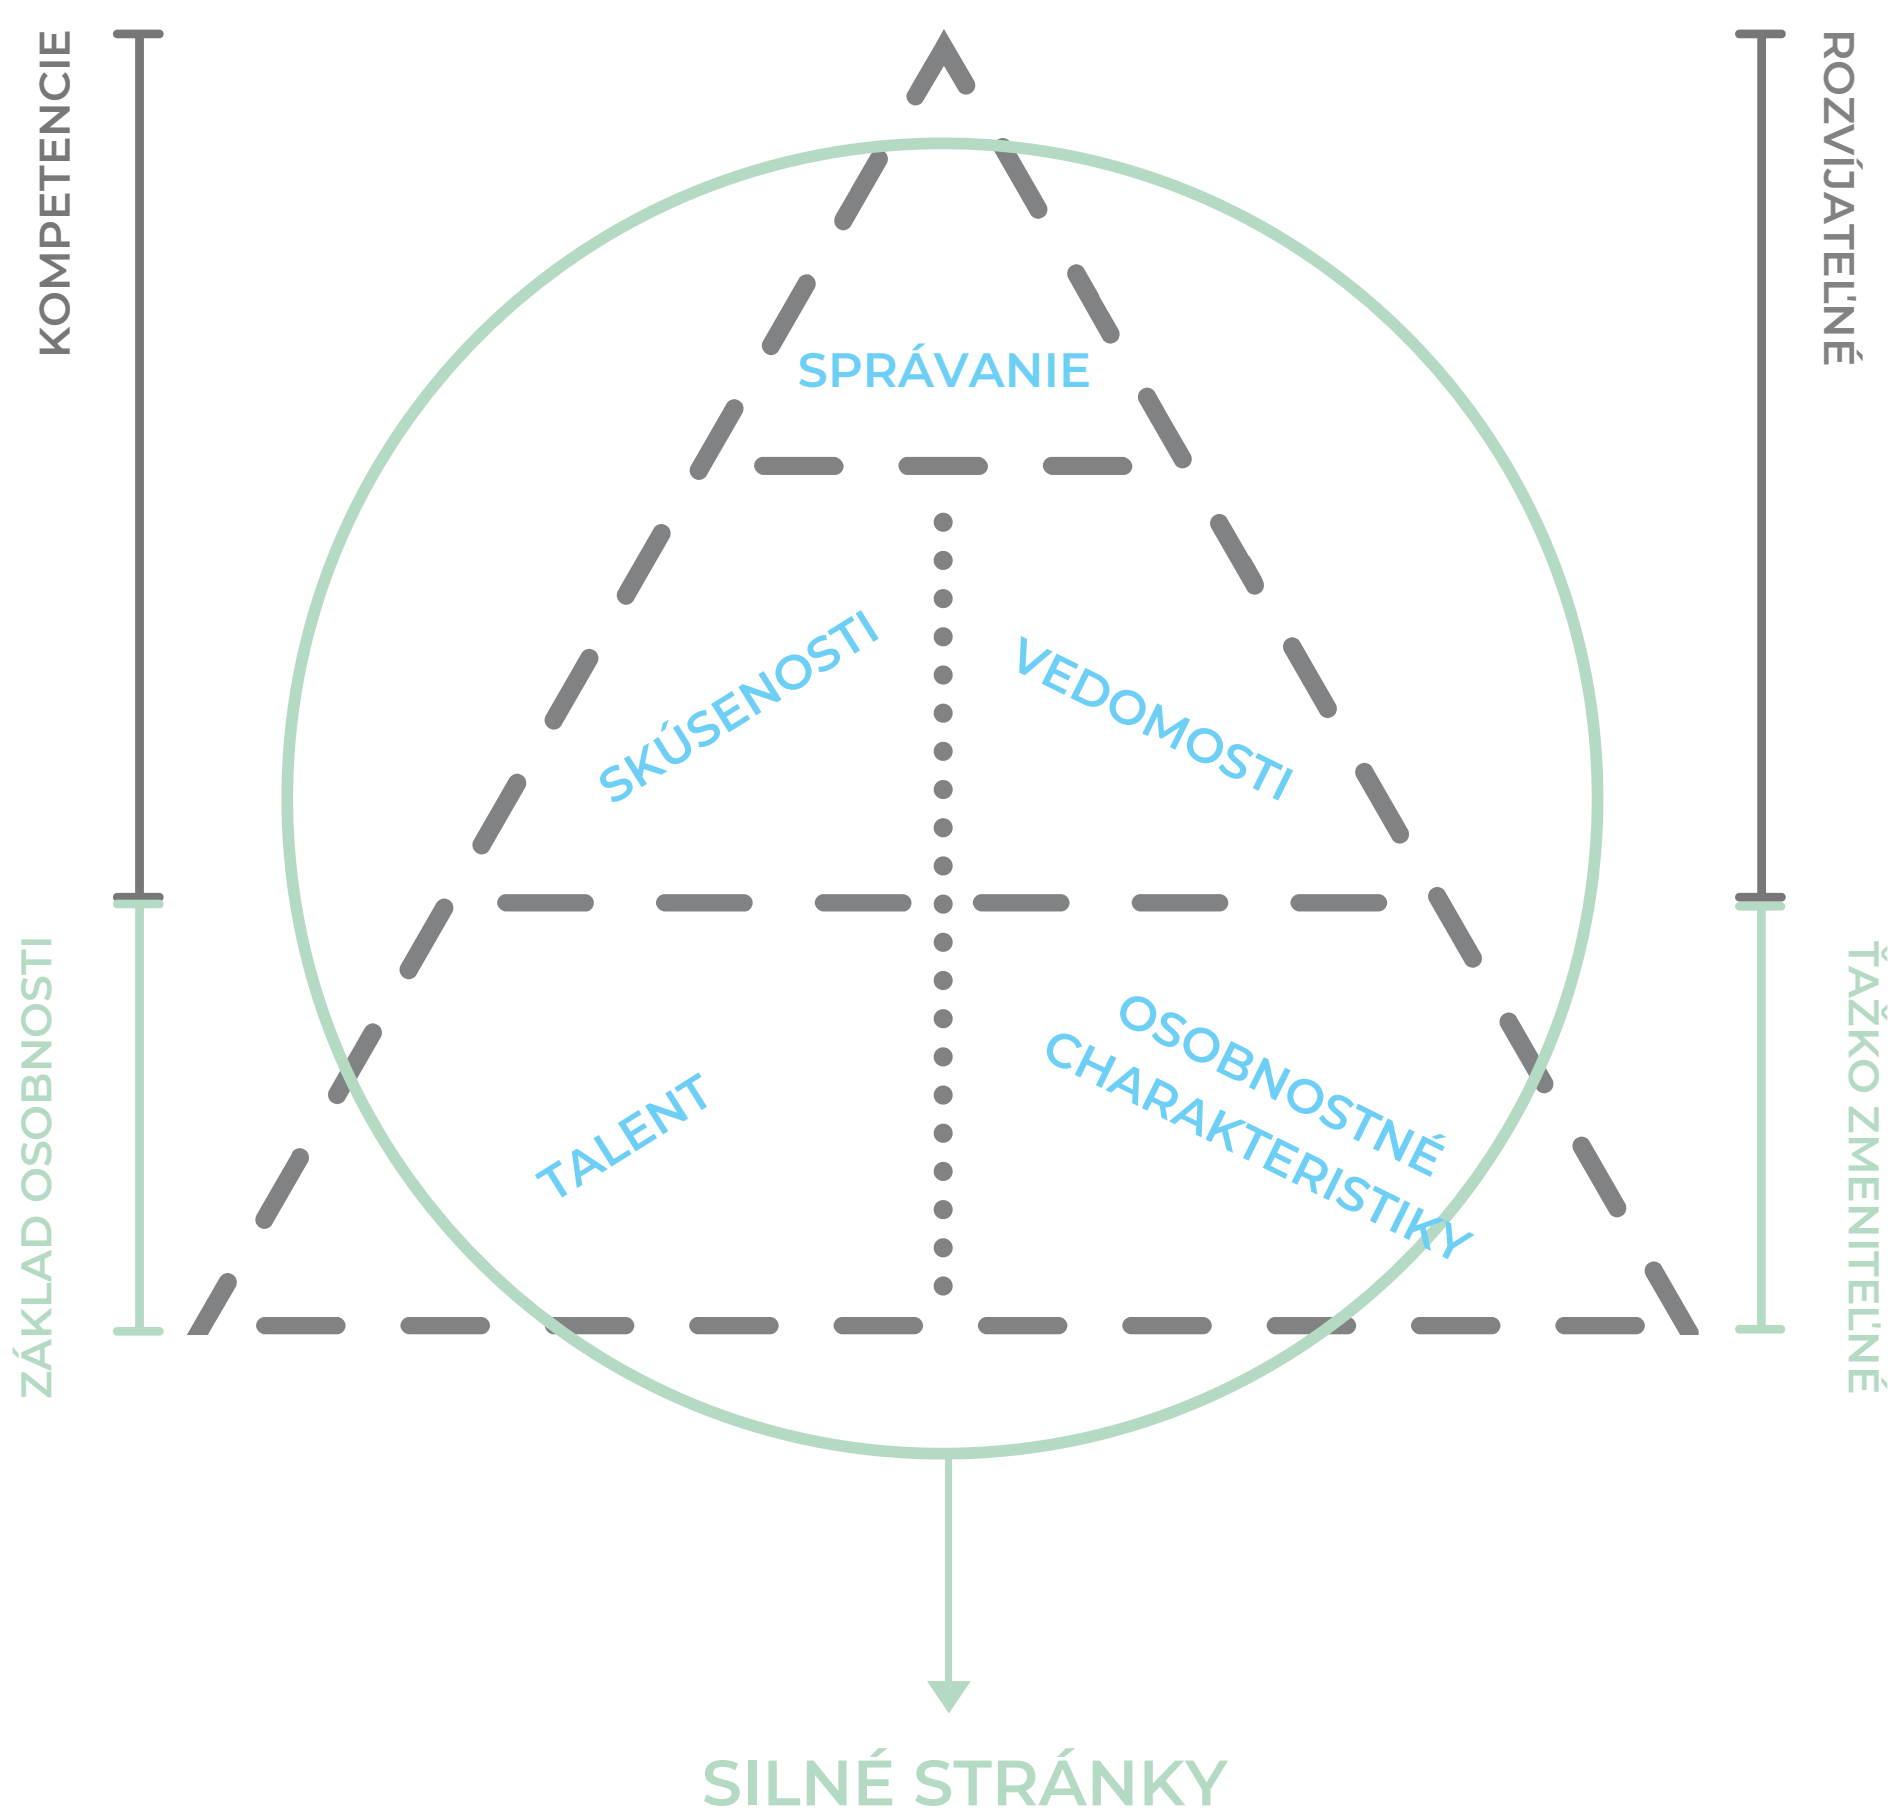 KOMPETENCIE
ROZVÍJATEĽNÉ
SPRÁVANIE
SKÚSENOSTI
VEDOMOSTI
ZÁKLAD OSOBNOSTI
ŤAŽKO ZMENITEĽNÉ
TALENT
OSOBNOSTNÉ
CHARAKTERISTIKY
SILNÉ STRÁNKY